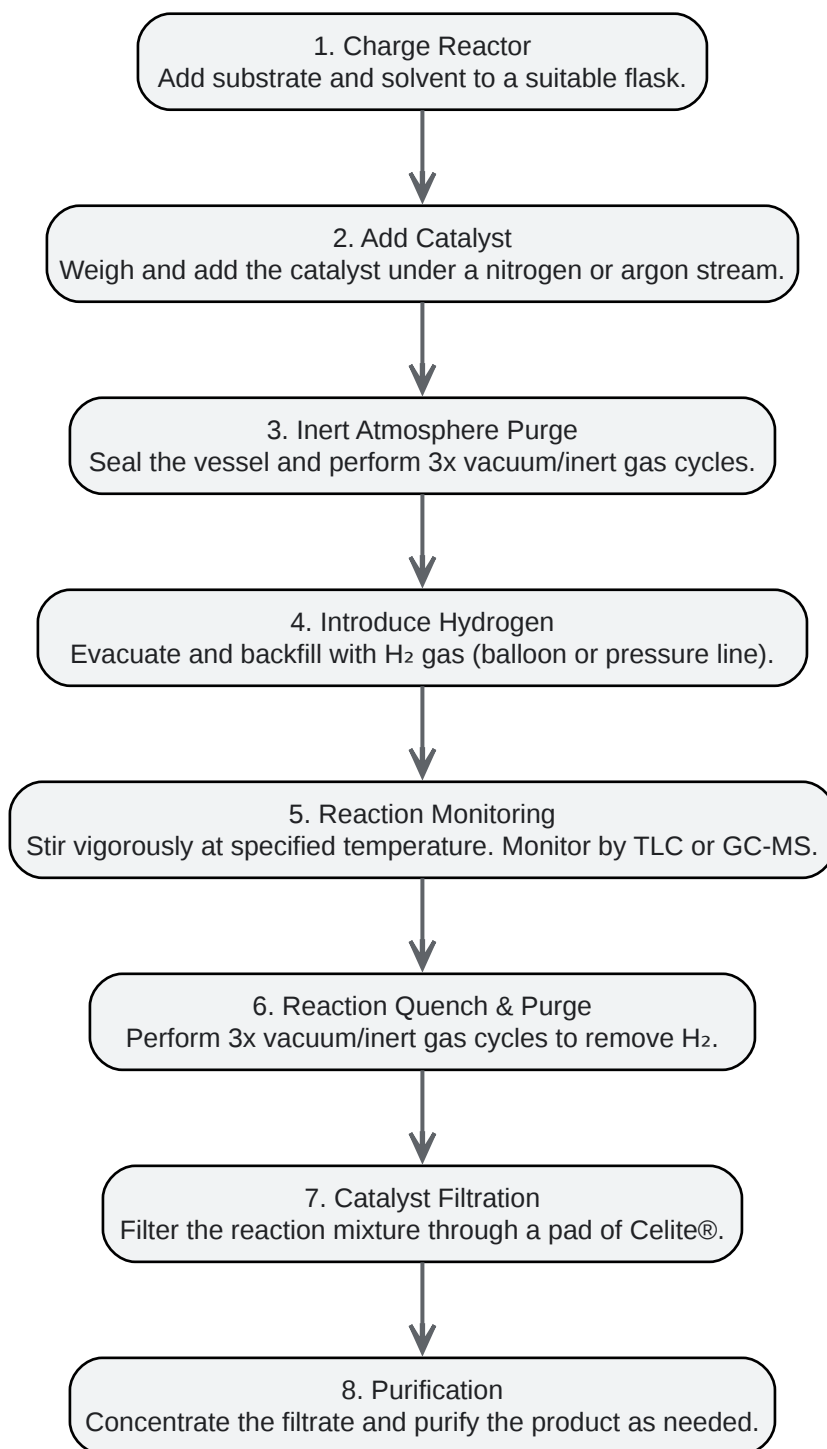 1. Charge Reactor
Add substrate and solvent to a suitable flask.
2. Add Catalyst
Weigh and add the catalyst under a nitrogen or argon stream.
3. Inert Atmosphere Purge
Seal the vessel and perform 3x vacuum/inert gas cycles.
4. Introduce Hydrogen
Evacuate and backfill with H₂ gas (balloon or pressure line).
5. Reaction Monitoring
Stir vigorously at specified temperature. Monitor by TLC or GC-MS.
6. Reaction Quench & Purge
Perform 3x vacuum/inert gas cycles to remove H₂.
7. Catalyst Filtration
Filter the reaction mixture through a pad of Celite®.
8. Purification
Concentrate the filtrate and purify the product as needed.